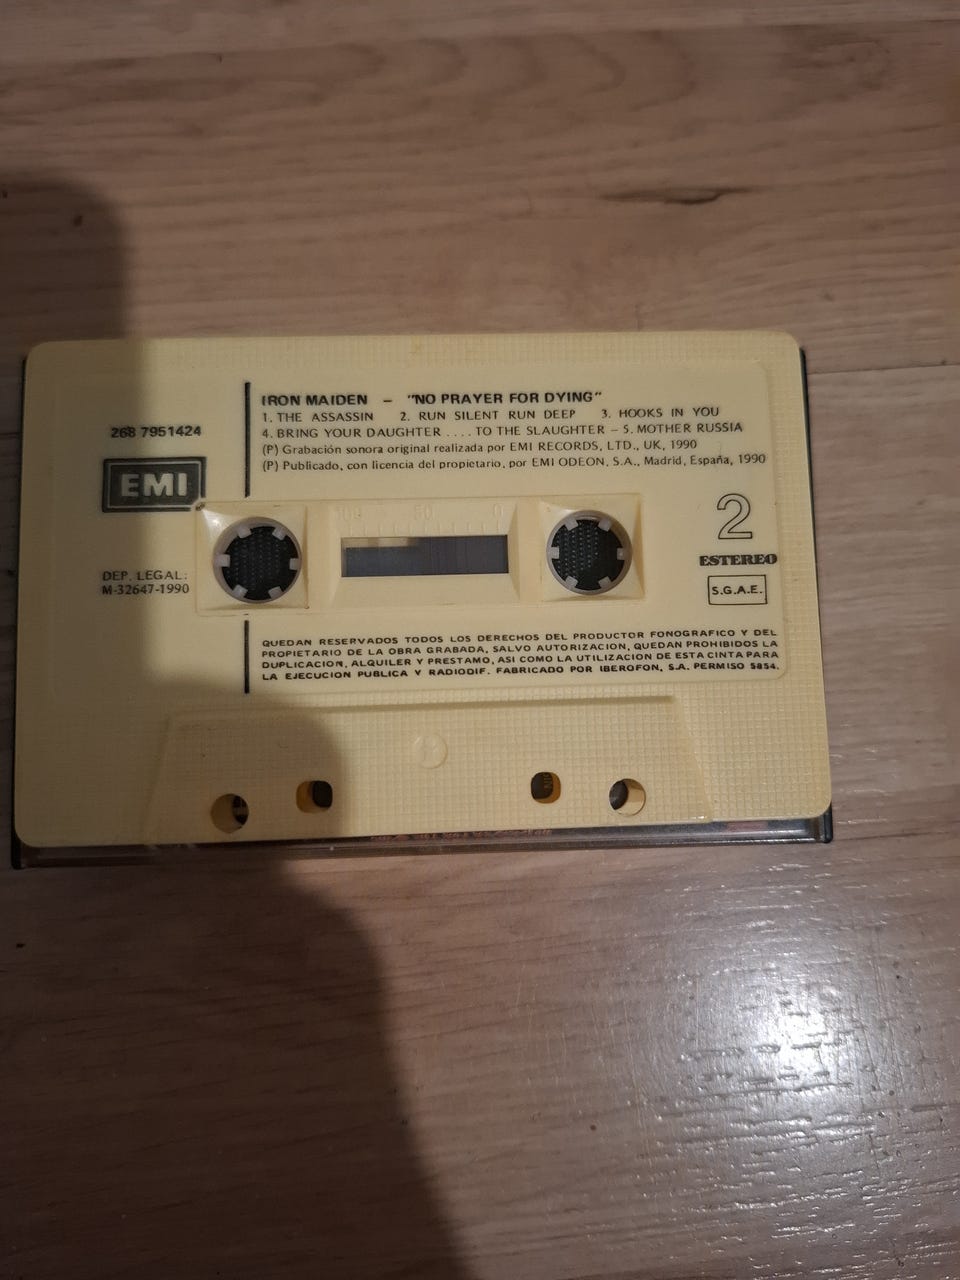 IRON MAIDEN – "NO PRAYER FOR DYING"
1. THE ASSASSIN 2. RUN SILENT RUN DEEP 3. HOOKS IN YOU
4. BRING YOUR DAUGHTER .... TO THE SLAUGHTER – 5. MOTHER RUSSIA
(P) Grabación sonora original realizada por EMI RECORDS, LTD., UK, 1990
(P) Publicado, con licencia del propietario, por EMI ODEON, S.A., Madrid, España, 1990
268 7951424
EMI
100 50 0
2
ESTEREO
S.G.A.E.
DEP. LEGAL:
M-32647-1990
QUEDAN RESERVADOS TODOS LOS DERECHOS DEL PRODUCTOR FONOGRAFICO Y DEL
PROPIETARIO DE LA OBRA GRABADA, SALVO AUTORIZACION, QUEDAN PROHIBIDOS LA
DUPLICACION, ALQUILER Y PRESTAMO, ASI COMO LA UTILIZACION DE ESTA CINTA PARA
LA EJECUCION PUBLICA Y RADIODIF. FABRICADO POR IBEROFON, S.A. PERMISO 5854.